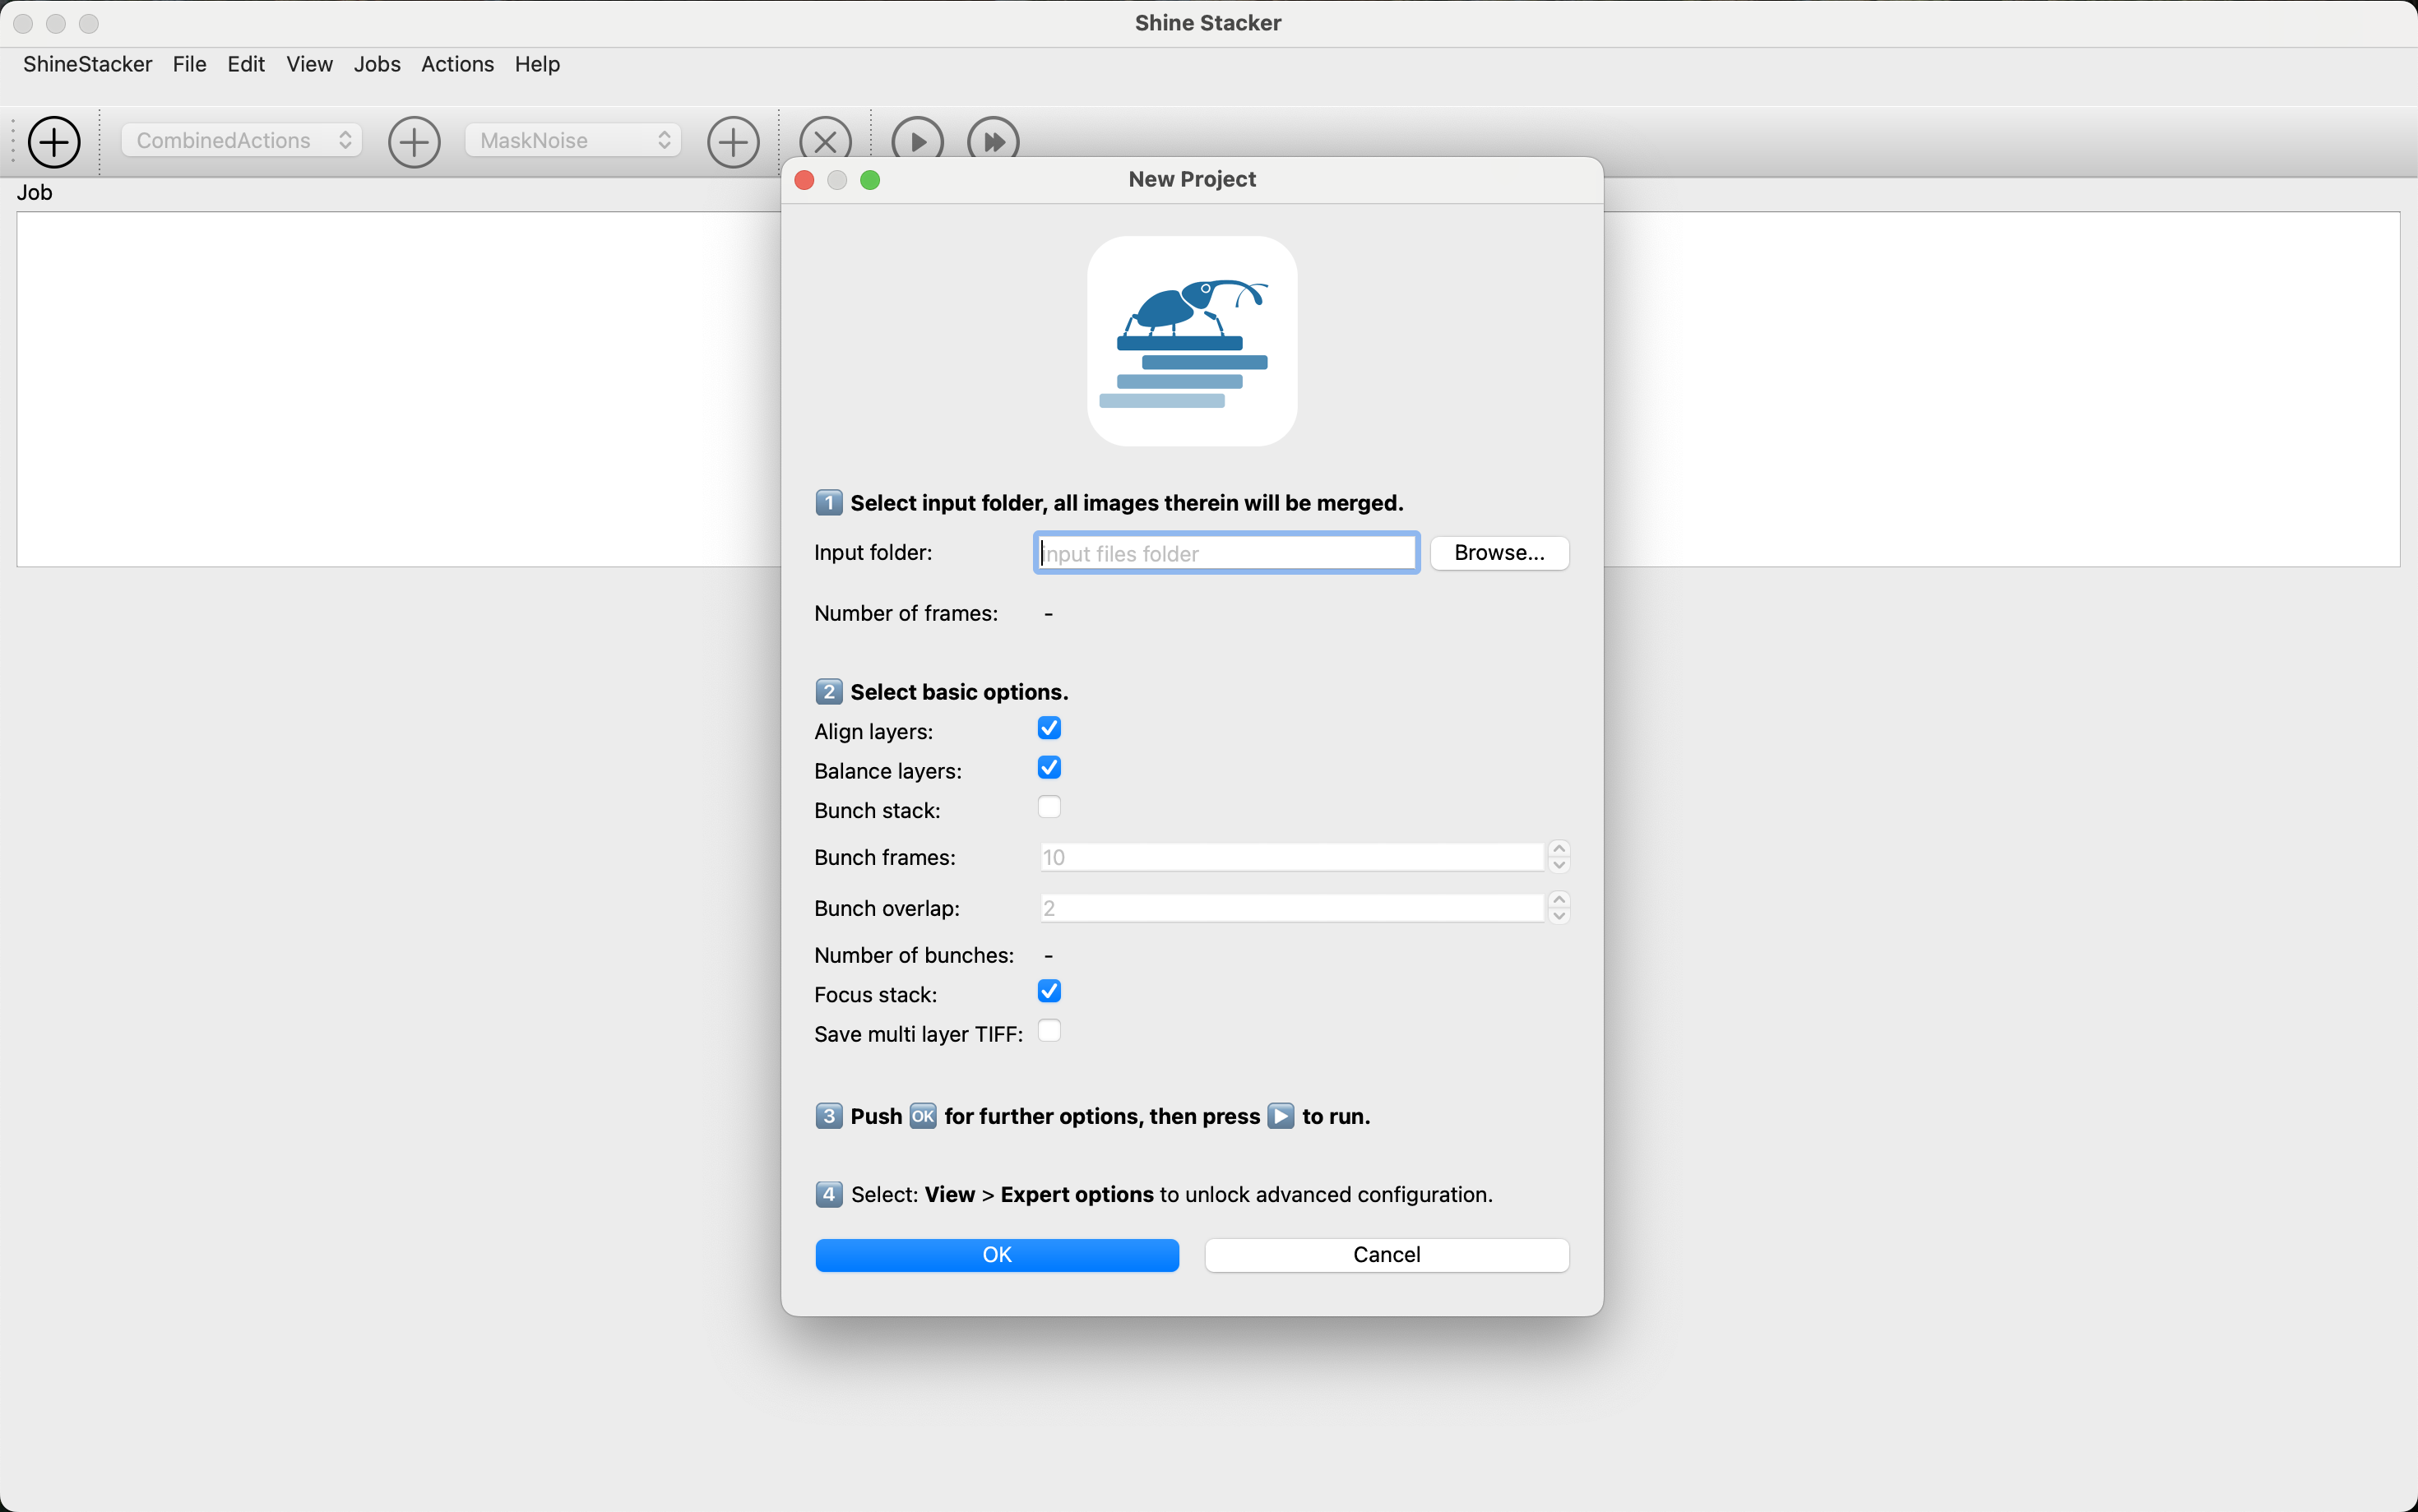 Shine Stacker
ShineStacker File Edit View Jobs Actions Help
CombinedActions MaskNoise
Job
New Project
1 Select input folder, all images therein will be merged.
Input folder: input files folder Browse...
Number of frames: -
2 Select basic options.
Align layers:
Balance layers:
Bunch stack:
Bunch frames: 10
Bunch overlap: 2
Number of bunches: -
Focus stack:
Save multi layer TIFF:
3 Push OK for further options, then press ▶ to run.
4 Select: View > Expert options to unlock advanced configuration.
OK Cancel